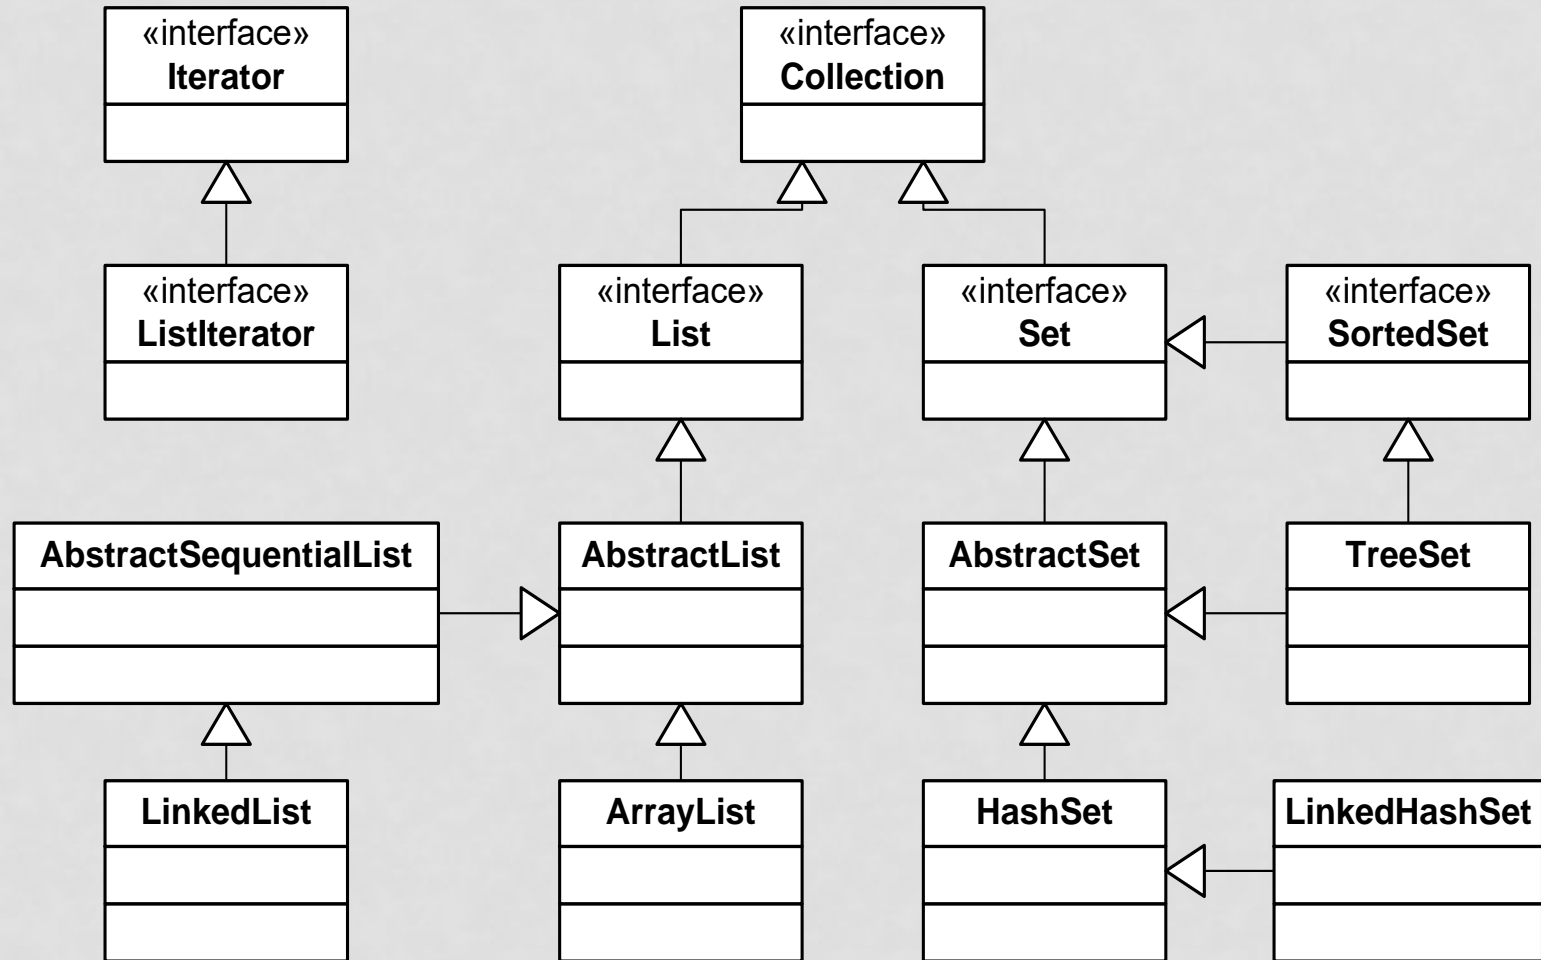 «interface»
Iterator
«interface»
Collection
«interface»
ListIterator
«interface»
List
«interface»
Set
«interface»
SortedSet
AbstractSequentialList
AbstractList
AbstractSet
TreeSet
LinkedList
ArrayList
HashSet
LinkedHashSet